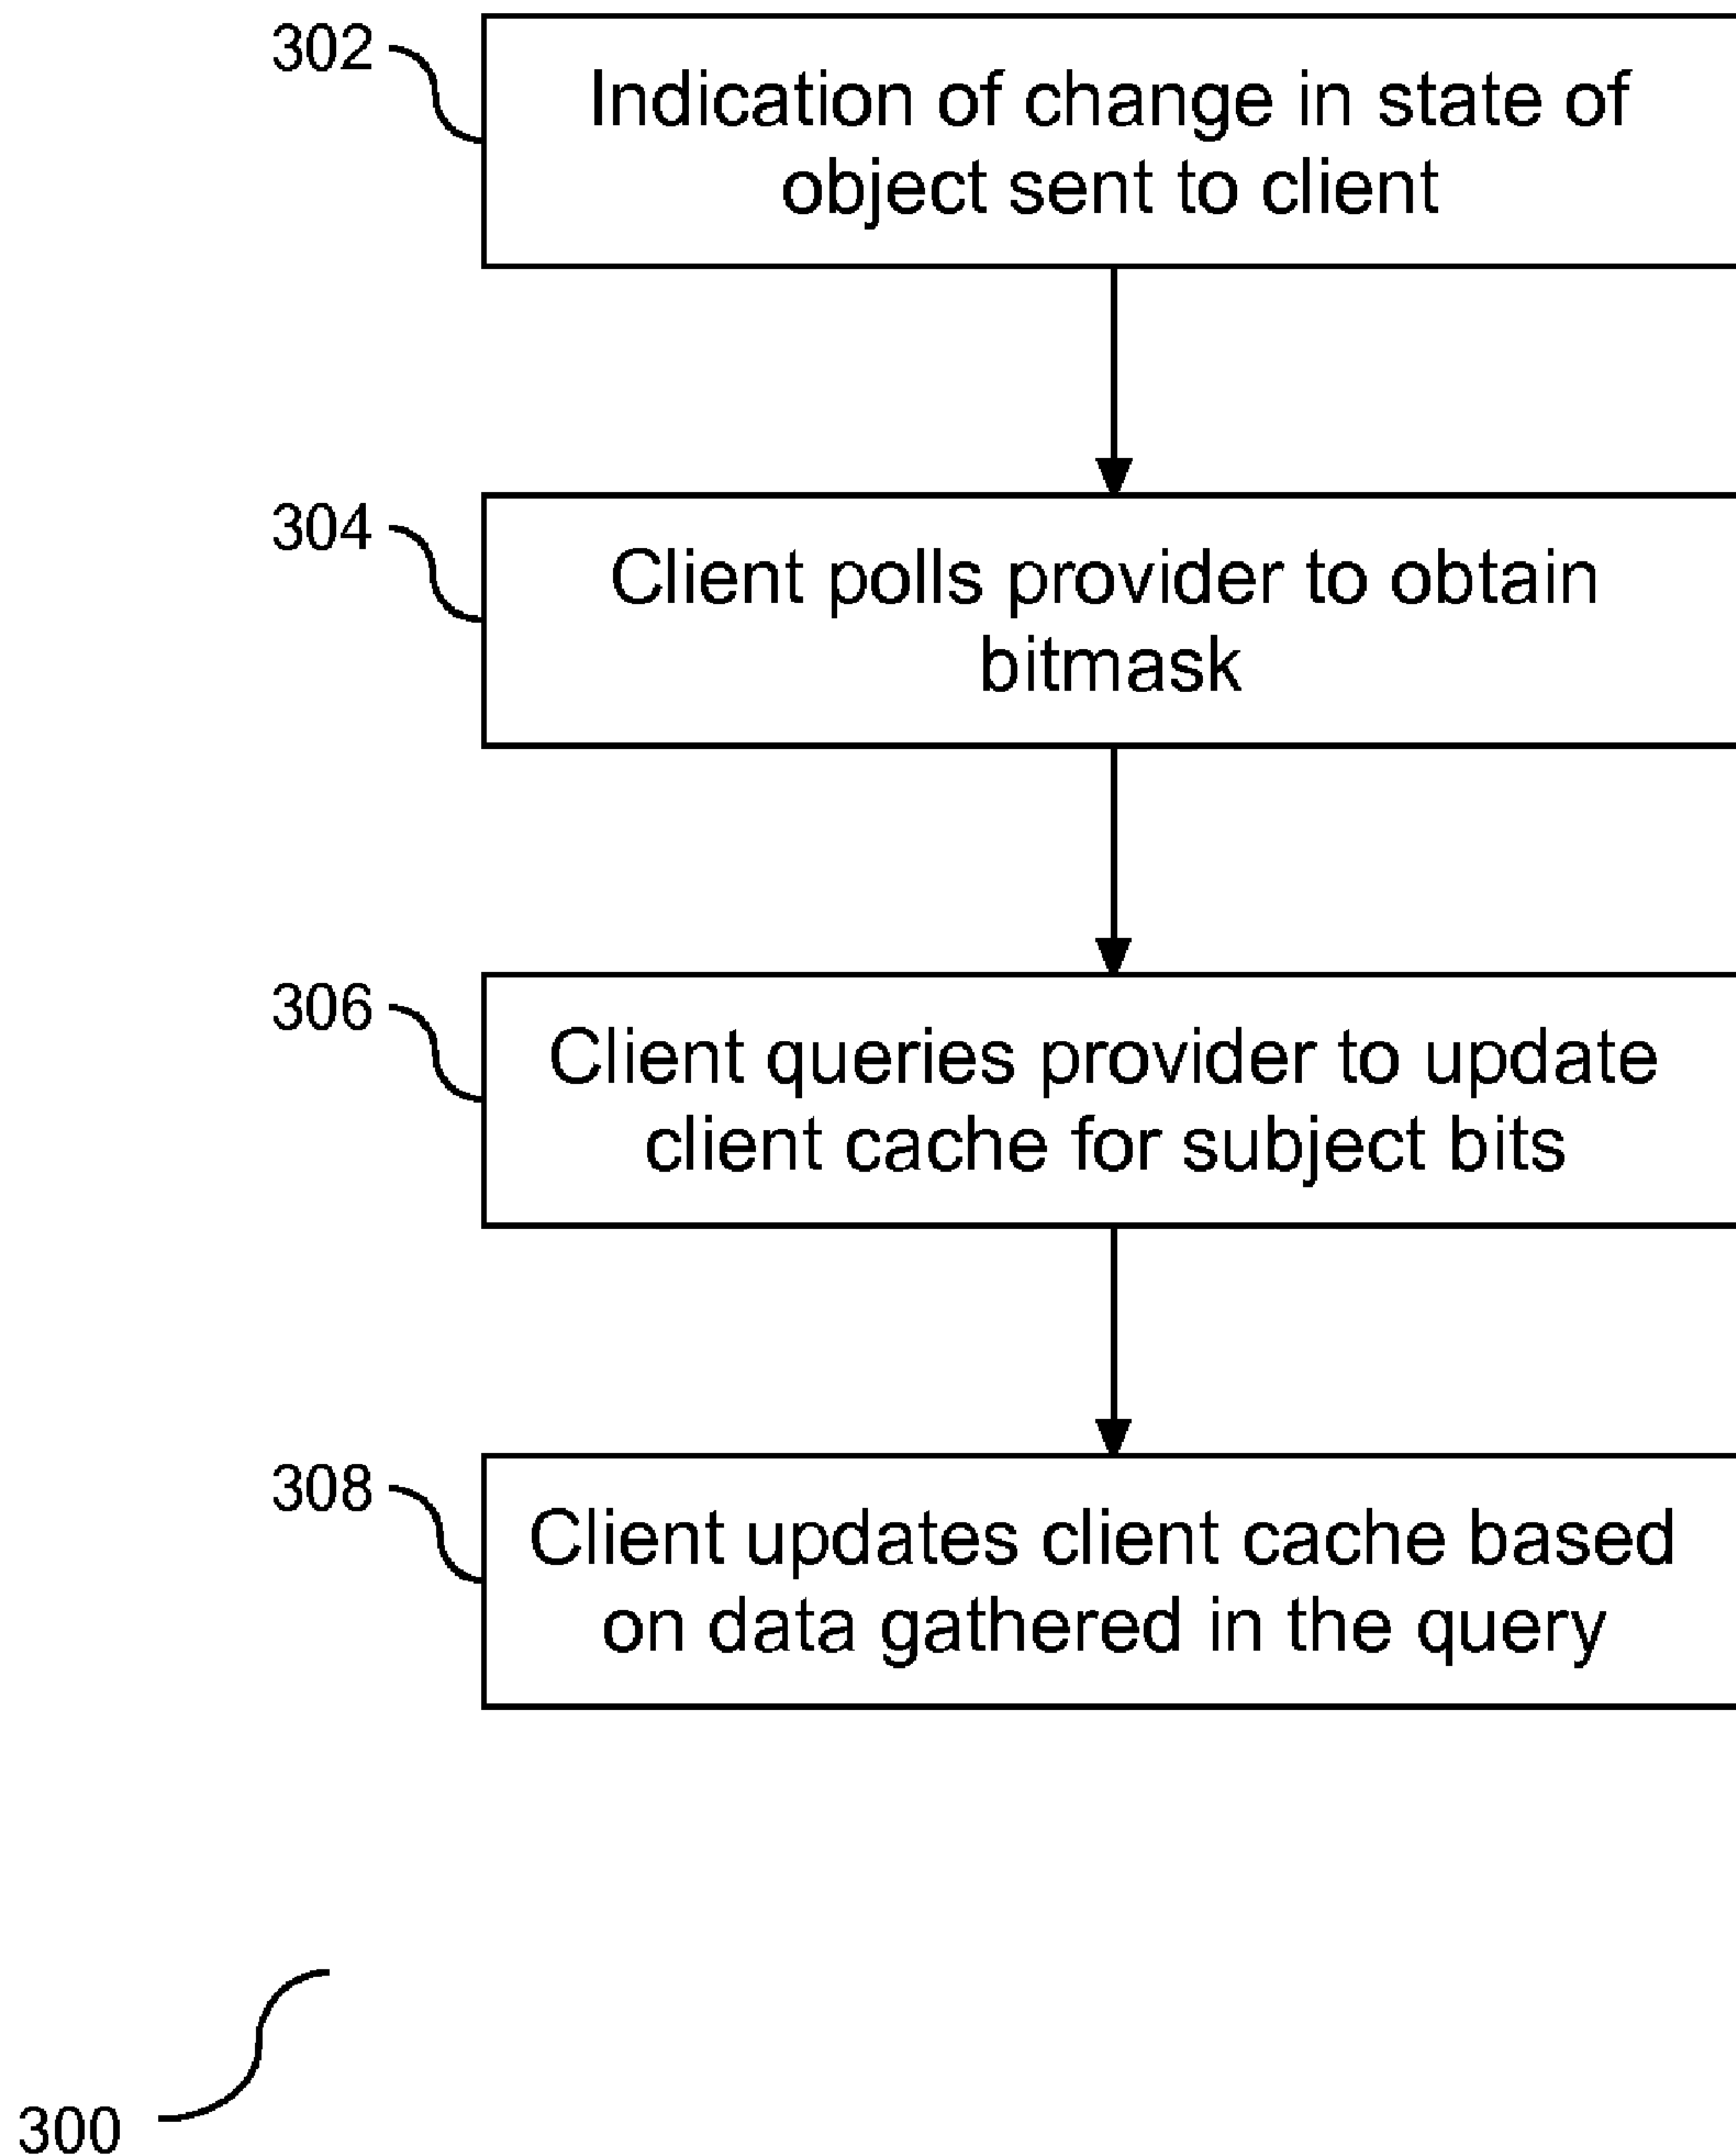 302
Indication of change in state of
object sent to client
304
Client polls provider to obtain
bitmask
306
Client queries provider to update
client cache for subject bits
308
Client updates client cache based
on data gathered in the query
300